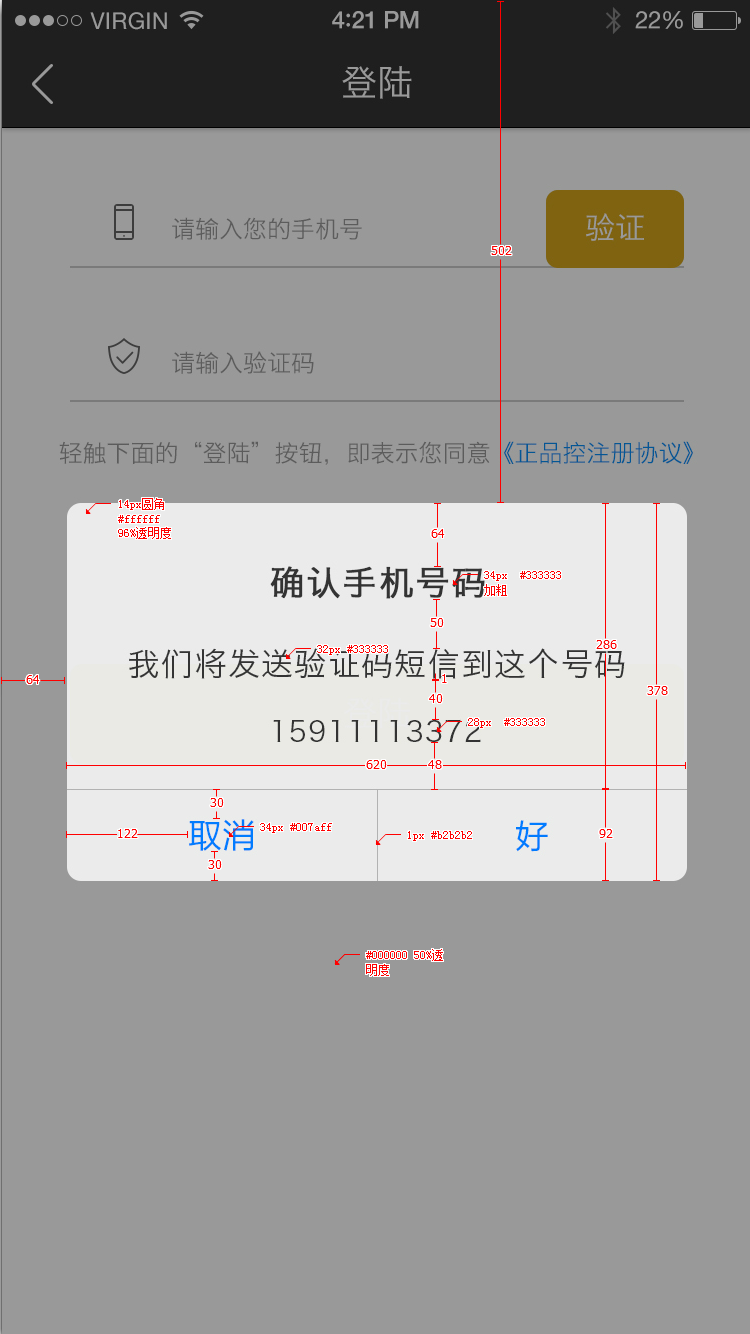 VIRGIN 4:21 PM 22%
登陆
请输入您的手机号 验证
502
请输入验证码
轻触下面的“登陆”按钮，即表示您同意《正品控注册协议》
14px圆角
#ffffff
96%透明度
64
确认手机号码
34px #333333
加粗
50
32px #333333
286
我们将发送验证码短信到这个号码
64
1
378
40
28px #333333
15911113372
620
48
30
122
取消
34px #007aff
1px #b2b2b2
好
92
30
#000000 50%透
明度